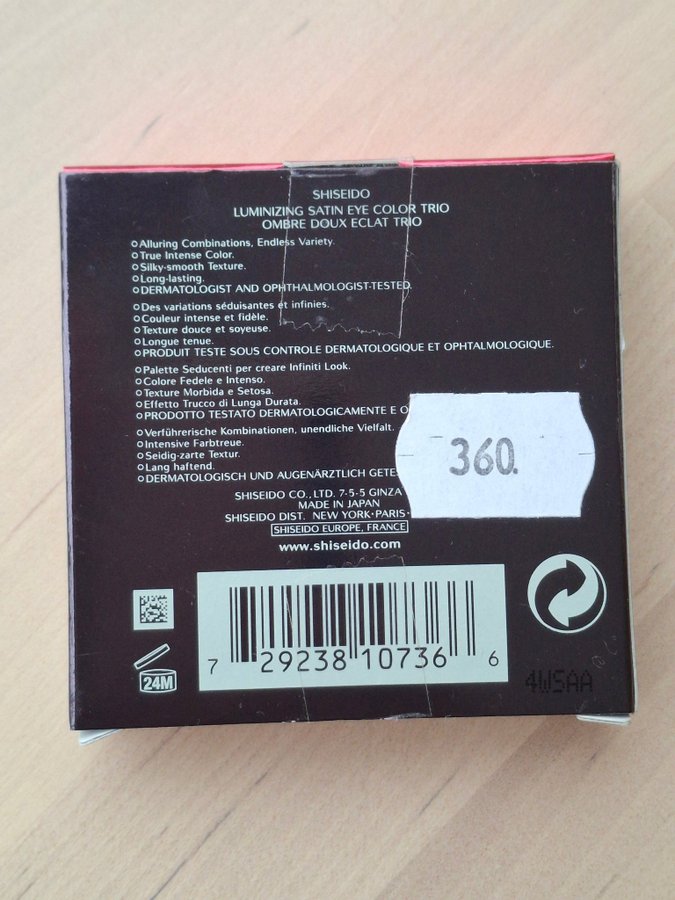 SHISEIDO
LUMINIZING SATIN EYE COLOR TRIO
OMBRE DOUX ECLAT TRIO
Alluring Combinations, Endless Variety.
True Intense Color.
Silky-smooth Texture.
Long-lasting.
DERMATOLOGIST AND OPHTHALMOLOGIST-TESTED.
Des variations séduisantes et infinies.
Couleur intense et fidèle.
Texture douce et soyeuse.
Longue tenue.
PRODUIT TESTE SOUS CONTROLE DERMATOLOGIQUE ET OPHTALMOLOGIQUE.
Palette Seducenti per creare Infiniti Look.
Colore Fedele e Intenso.
Texture Morbida e Setosa.
Effetto Trucco di Lunga Durata.
PRODOTTO TESTATO DERMATOLOGICAMENTE E O
Verführerische Kombinationen, unendliche Vielfalt.
Intensive Farbtreue.
Seidig-zarte Textur.
Lang haftend.
DERMATOLOGISCH UND AUGENÄRZTLICH GETES
360.
SHISEIDO CO., LTD. 7-5-5 GINZA
MADE IN JAPAN
SHISEIDO DIST. NEW YORK·PARIS·
SHISEIDO EUROPE, FRANCE
www.shiseido.com
24M
7 29238 10736 6
4WSAA